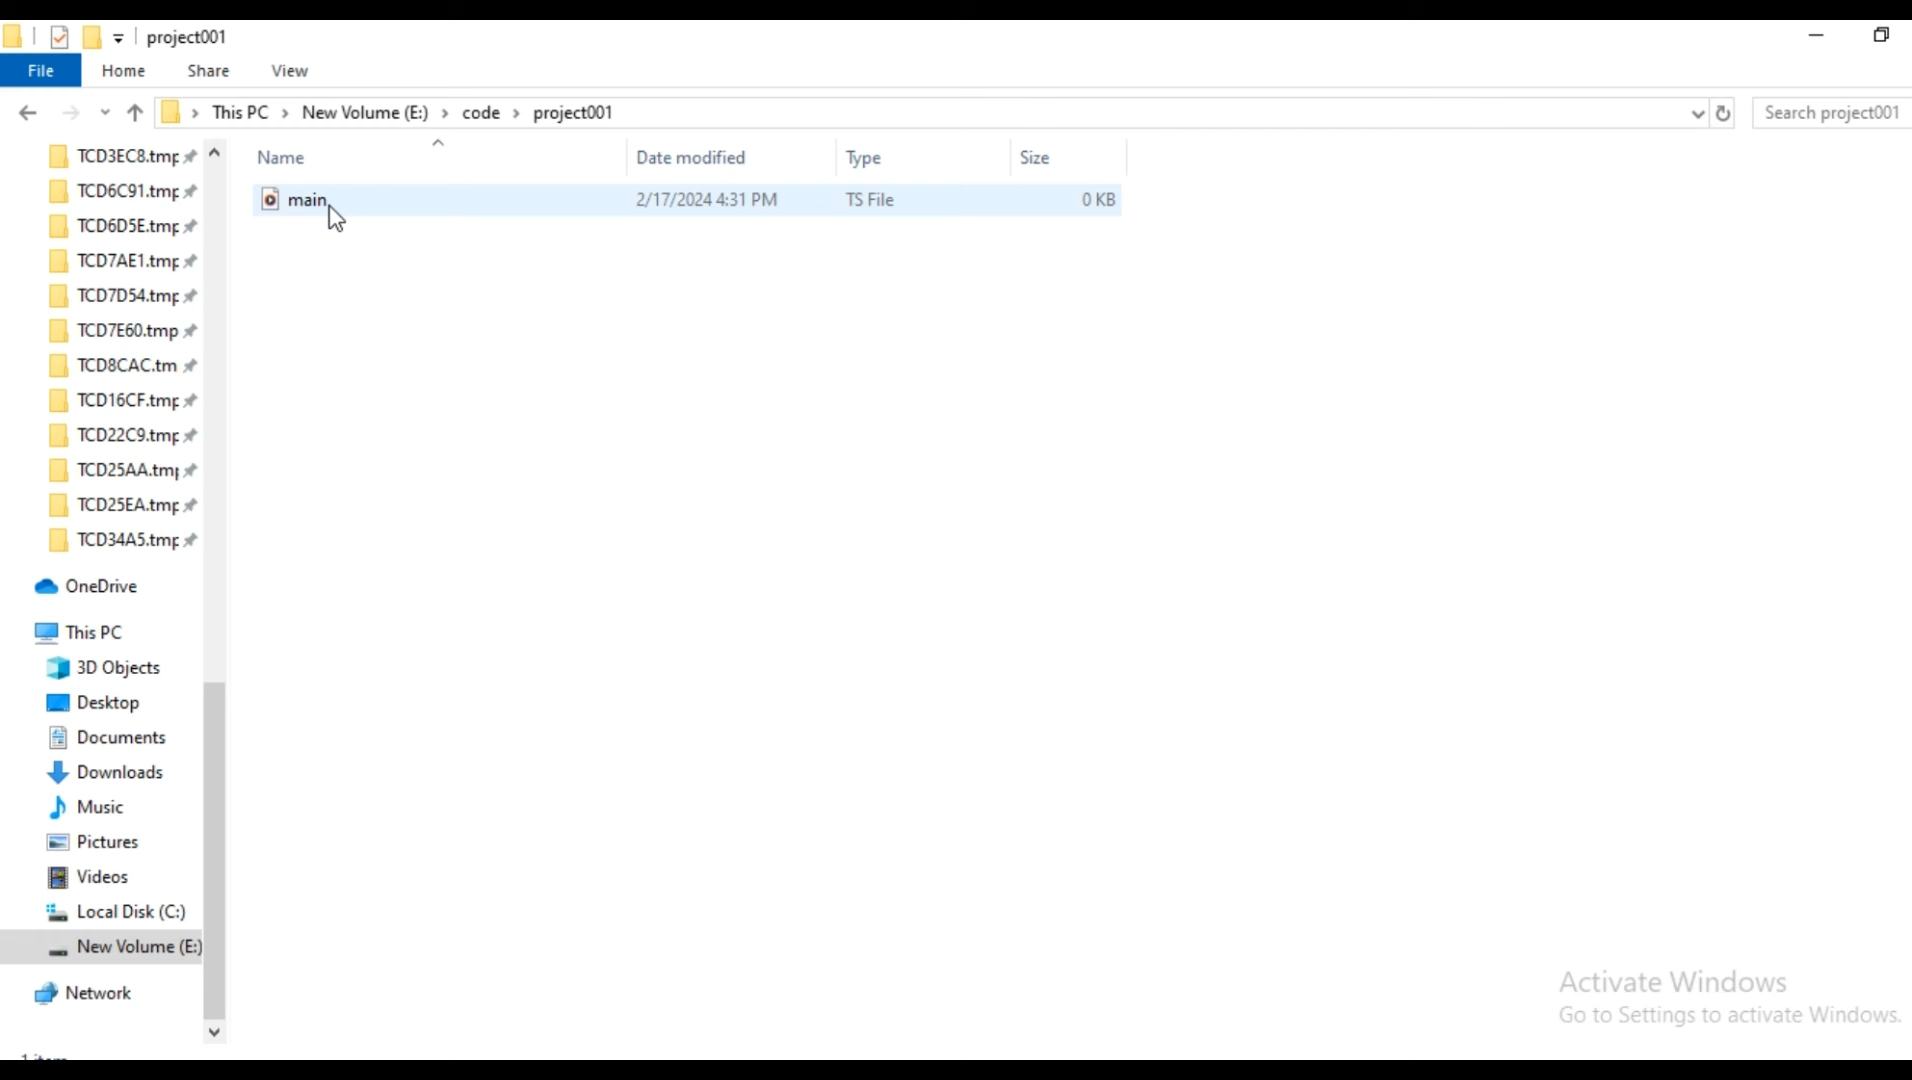 project001
File Home Share View
This PC New Volume (E:) code project001
Search project001
Name Date modified Type Size
main 2/17/2024 4:31 PM TS File 0 KB
TCD3EC8.tmp
TCD6C91.tmp
TCD6D5E.tmp
TCD7AE1.tmp
TCD7D54.tmp
TCD7E60.tmp
TCD8CAC.tm
TCD16CF.tmp
TCD22C9.tmp
TCD25AA.tmp
TCD25EA.tmp
TCD34A5.tmp
OneDrive
This PC
3D Objects
Desktop
Documents
Downloads
Music
Pictures
Videos
Local Disk (C:)
New Volume (E:)
Network
1 item
Activate Windows
Go to Settings to activate Windows.